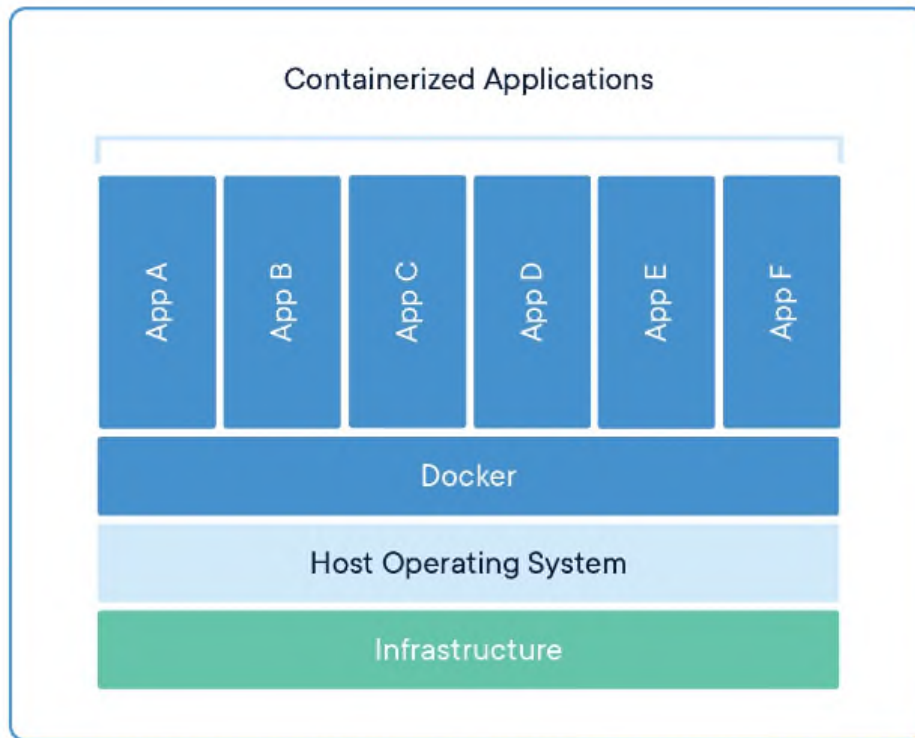 Containerized Applications
App A
App B
App C
App D
App E
App F
Docker
Host Operating System
Infrastructure